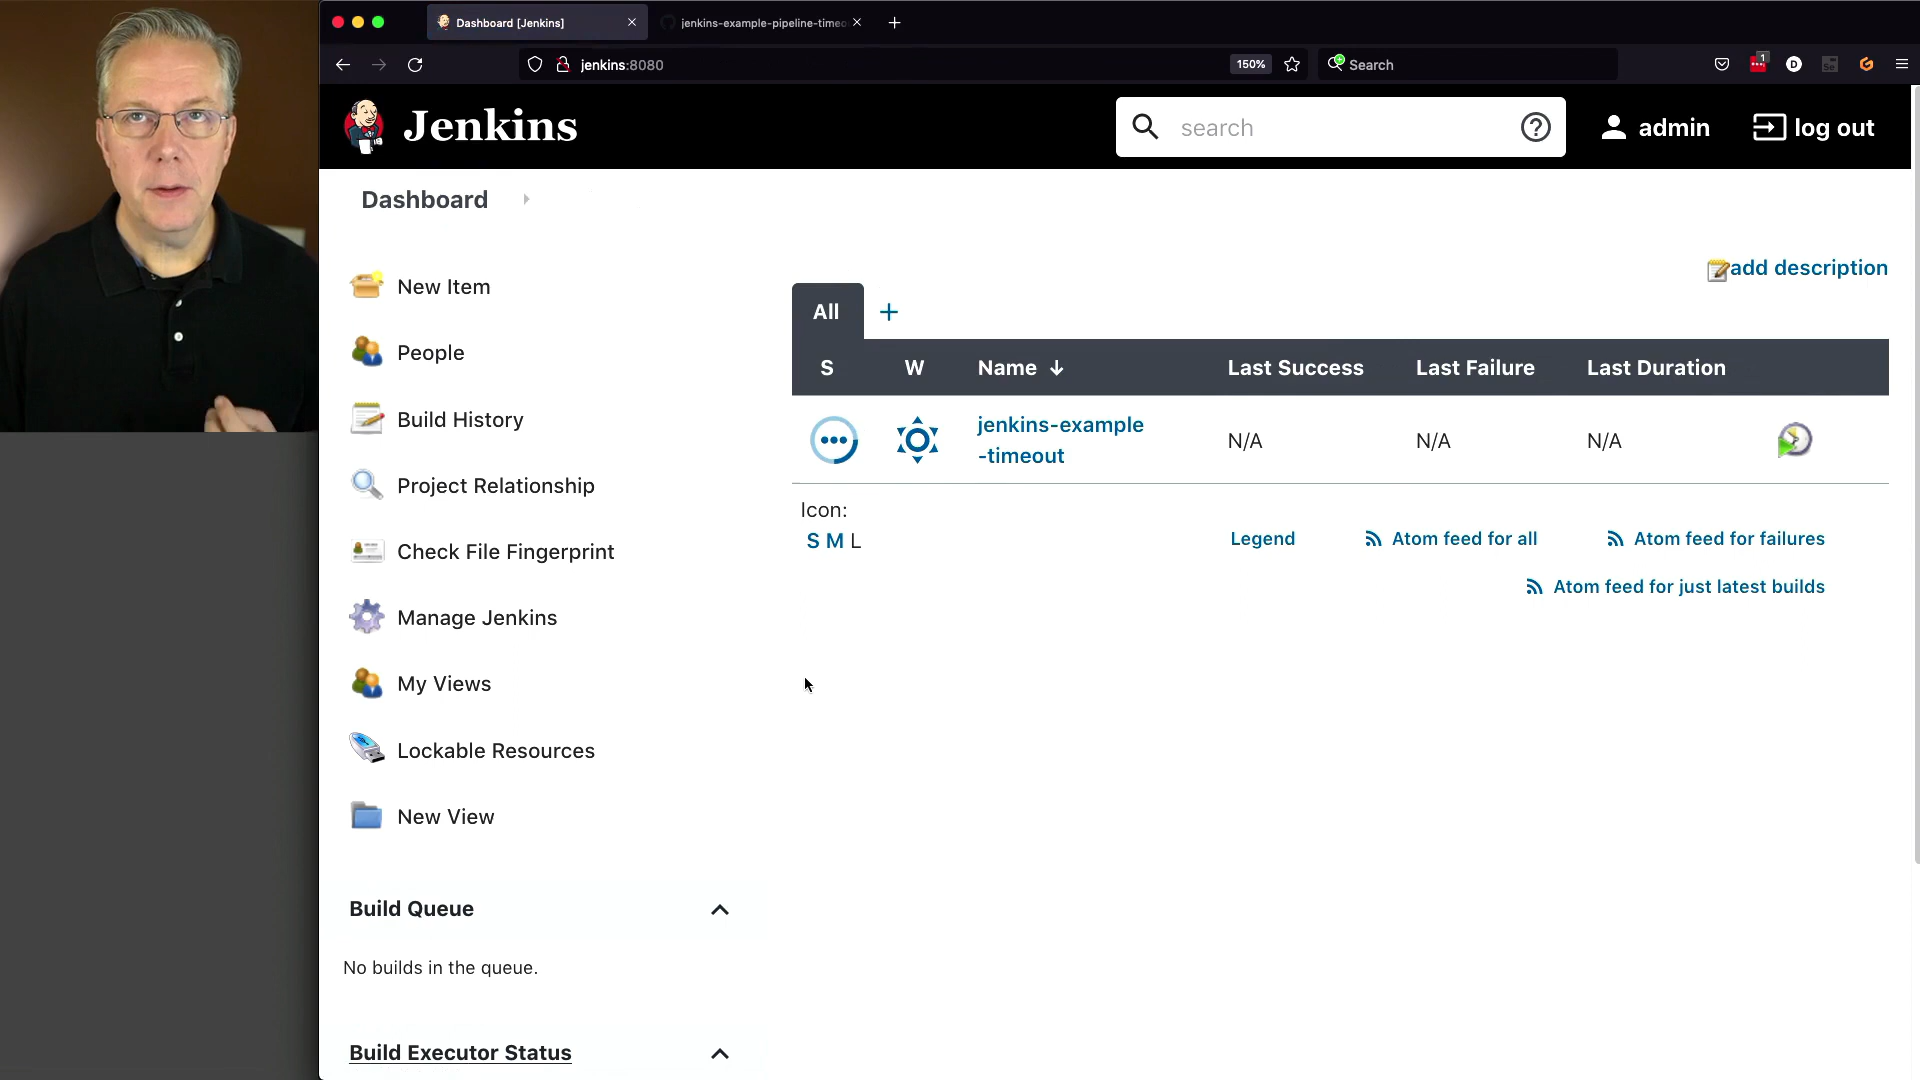 Dashboard [Jenkins]
jenkins-example-pipeline-timeo
jenkins:8080
150%
Search
1
D
Se
Jenkins
search
admin
log out
Dashboard
add description
New Item
People
Build History
Project Relationship
Check File Fingerprint
Manage Jenkins
My Views
Lockable Resources
New View
All +
S W Name ↓ Last Success Last Failure Last Duration
jenkins-example
-timeout
N/A N/A N/A
Icon:
S M L
Legend
Atom feed for all
Atom feed for failures
Atom feed for just latest builds
Build Queue
No builds in the queue.
Build Executor Status